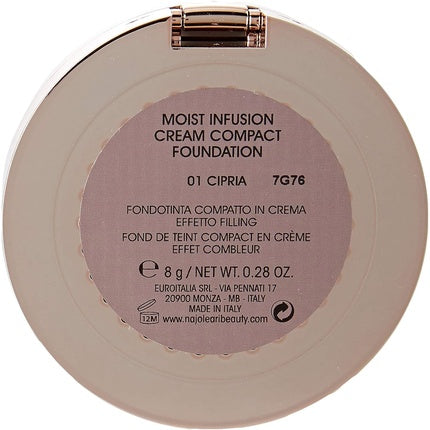 MOIST INFUSION
CREAM COMPACT
FOUNDATION
01 CIPRIA 7G76
FONDOTINTA COMPATTO IN CREMA
EFFETTO FILLING
FOND DE TEINT COMPACT EN CRÈME
EFFET COMBLEUR
℮ 8 g / NET WT. 0.28 OZ.
EUROITALIA SRL - VIA PENNATI 17
20900 MONZA - MB - ITALY
MADE IN ITALY
12M www.najolearibeauty.com